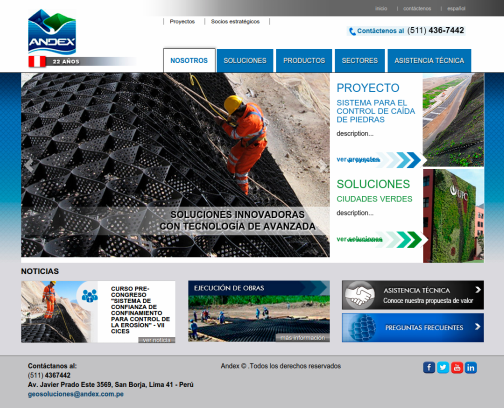 inicio | contáctenos | español
Proyectos | Socios estratégicos
ANDEX
22 AÑOS
Contáctenos al (511) 436-7442
NOSOTROS
SOLUCIONES
PRODUCTOS
SECTORES
ASISTENCIA TÉCNICA
SOLUCIONES INNOVADORAS
CON TECNOLOGÍA DE AVANZADA
PROYECTO
SISTEMA PARA EL
CONTROL DE CAÍDA
DE PIEDRAS
description...
ver proyectos
SOLUCIONES
CIUDADES VERDES
description...
ver soluciones
UPC
NOTICIAS
CURSO PRE-
CONGRESO
"SISTEMA DE
CONFIANZA DE
CONFINAMIENTO
PARA CONTROL DE
LA EROSIÓN" - VII
CICES
ver noticia
EJECUCIÓN DE OBRAS
más información
ASISTENCIA TÉCNICA
Conoce nuestra propuesta de valor
PREGUNTAS FRECUENTES
Contáctanos al:
(511) 4367442
Av. Javier Prado Este 3569, San Borja, Lima 41 - Perú
geosoluciones@andex.com.pe
Andex © .Todos los derechos reservados